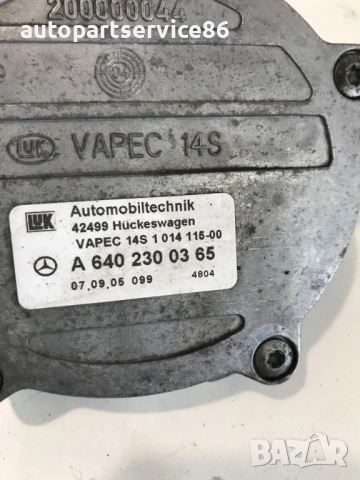 autopartservice86
200000044
04
LUK VAPEC 14S
LUK Automobiltechnik
42499 Hückeswagen
VAPEC 14S 1 014 115-00
A 640 230 03 65
07.09.05 099 4804
BAZAR